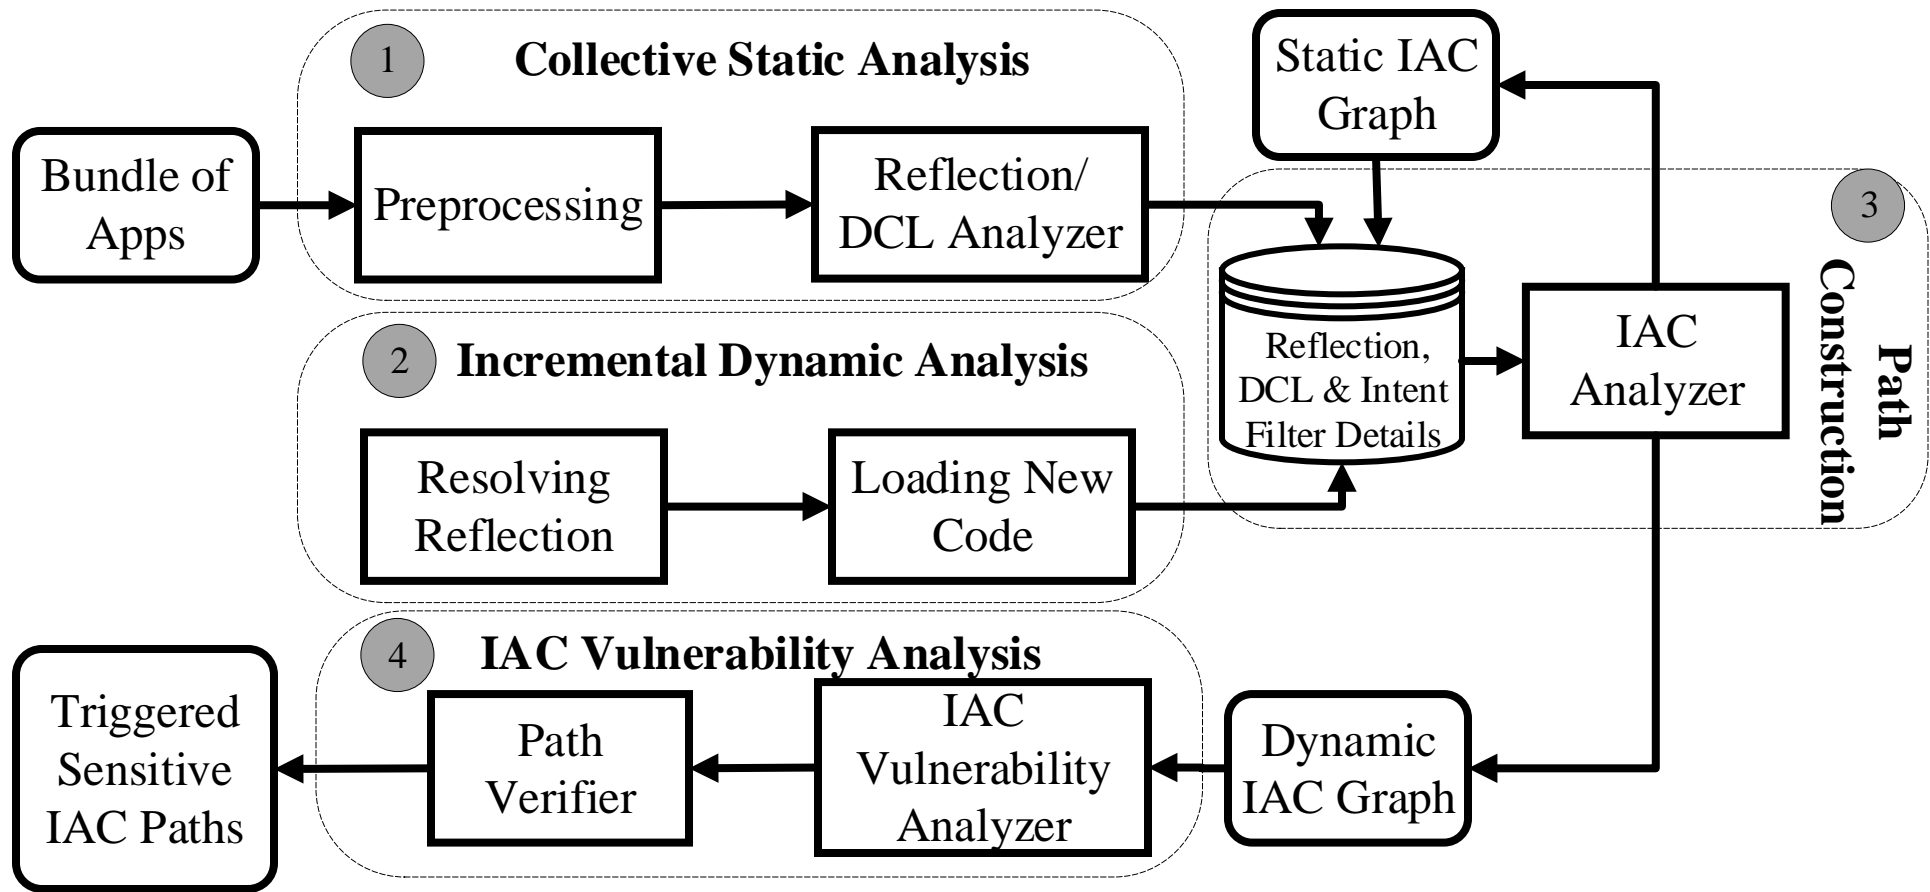 1
Collective Static Analysis
Bundle of
Apps
Preprocessing
Reflection/
DCL Analyzer
Static IAC
Graph
3
Path
Construction
Reflection,
DCL & Intent
Filter Details
IAC
Analyzer
2
Incremental Dynamic Analysis
Resolving
Reflection
Loading New
Code
4
IAC Vulnerability Analysis
Triggered
Sensitive
IAC Paths
Path
Verifier
IAC
Vulnerability
Analyzer
Dynamic
IAC Graph